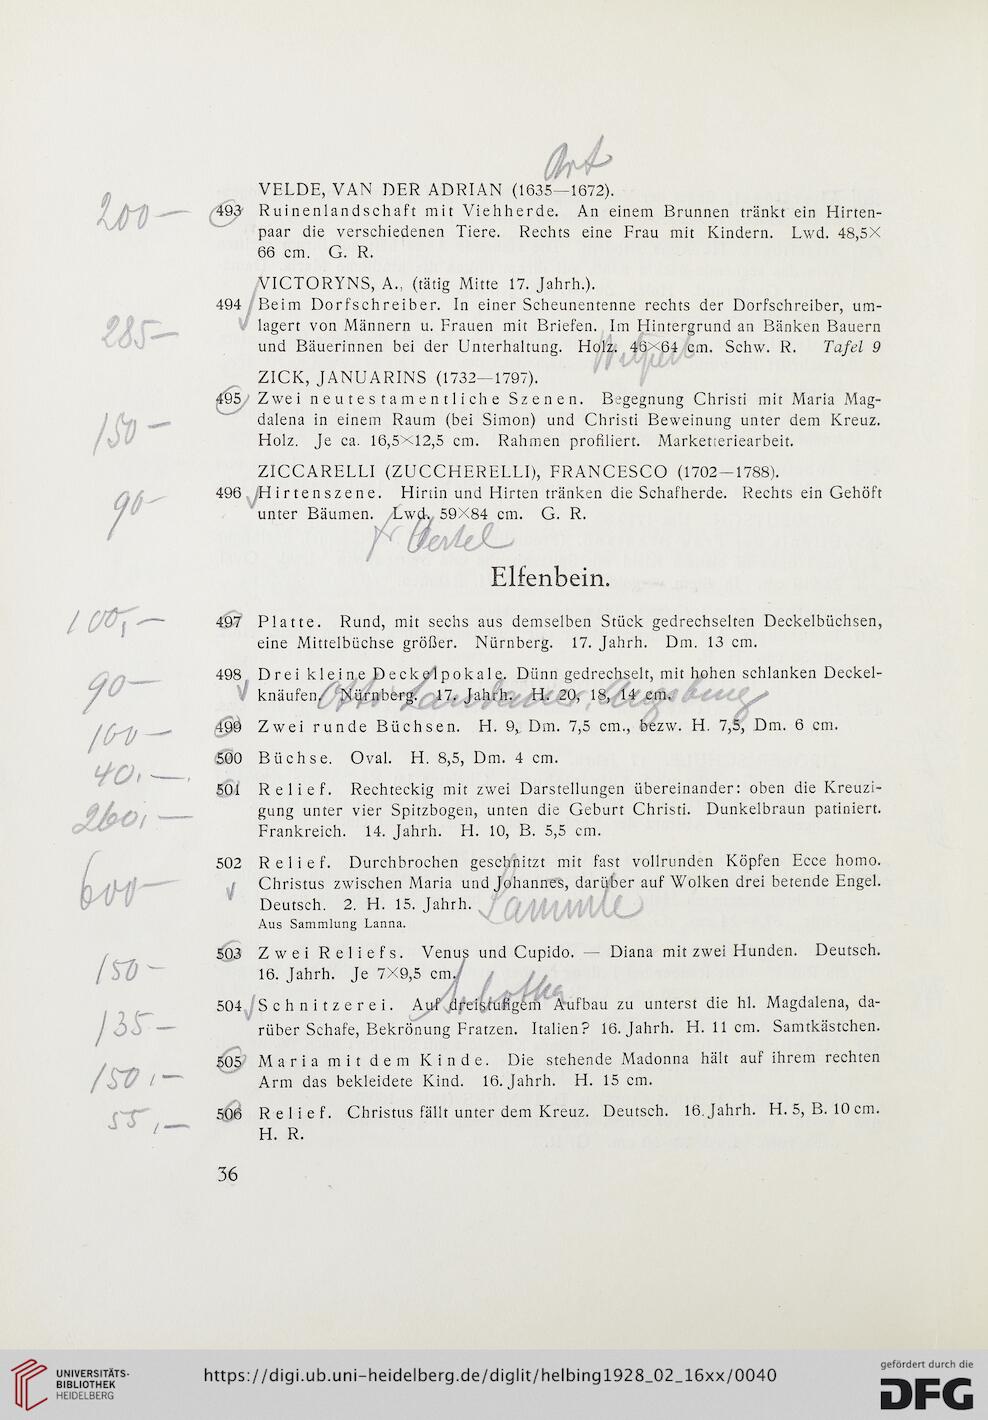 Art
VELDE, VAN DER ADRIAN (1635—1672).
200— 493 Ruinenlandschaft mit Viehherde. An einem Brunnen tränkt ein Hirten-
paar die verschiedenen Tiere. Rechts eine Frau mit Kindern. Lwd. 48,5×
66 cm. G. R.
VICTORYNS, A., (tätig Mitte 17. Jahrh.).
494 Beim Dorfschreiber. In einer Scheunentenne rechts der Dorfschreiber, um-
285— lagert von Männern u. Frauen mit Briefen. Im Hintergrund an Bänken Bauern
und Bäuerinnen bei der Unterhaltung. Holz. 46×64 cm. Schw. R. Tafel 9
ZICK, JANUARINS (1732—1797).
495 Zwei neutestamentliche Szenen. Begegnung Christi mit Maria Mag-
150— dalena in einem Raum (bei Simon) und Christi Beweinung unter dem Kreuz.
Holz. Je ca. 16,5×12,5 cm. Rahmen profiliert. Marketteriearbeit.
ZICCARELLI (ZUCCHERELLI), FRANCESCO (1702—1788).
90— 496 Hirtenszene. Hirtin und Hirten tränken die Schafherde. Rechts ein Gehöft
unter Bäumen. Lwd. 59×84 cm. G. R.
Oertel
Elfenbein.
100,— 497 Platte. Rund, mit sechs aus demselben Stück gedrechselten Deckelbüchsen,
eine Mittelbüchse größer. Nürnberg. 17. Jahrh. Dm. 13 cm.
90— 498 Drei kleine Deckelpokale. Dünn gedrechselt, mit hohen schlanken Deckel-
knäufen. Nürnberg. 17. Jahrh. H. 20, 18, 14 cm.
Otto Landauer, Augsburg
100— 499 Zwei runde Büchsen. H. 9, Dm. 7,5 cm., bezw. H. 7,5, Dm. 6 cm.
40,— 500 Büchse. Oval. H. 8,5, Dm. 4 cm.
260,— 501 Relief. Rechteckig mit zwei Darstellungen übereinander: oben die Kreuzi-
gung unter vier Spitzbogen, unten die Geburt Christi. Dunkelbraun patiniert.
Frankreich. 14. Jahrh. H. 10, B. 5,5 cm.
600— 502 Relief. Durchbrochen geschnitzt mit fast vollrunden Köpfen Ecce homo.
Christus zwischen Maria und Johannes, darüber auf Wolken drei betende Engel.
Deutsch. 2. H. 15. Jahrh.
Aus Sammlung Lanna.
150— 503 Zwei Reliefs. Venus und Cupido. — Diana mit zwei Hunden. Deutsch.
16. Jahrh. Je 7×9,5 cm.
135— 504 Schnitzerei. Auf dreistufigem Aufbau zu unterst die hl. Magdalena, da-
rüber Schafe, Bekrönung Fratzen. Italien? 16. Jahrh. H. 11 cm. Samtkästchen.
150,— 505 Maria mit dem Kinde. Die stehende Madonna hält auf ihrem rechten
Arm das bekleidete Kind. 16. Jahrh. H. 15 cm.
55,— 506 Relief. Christus fällt unter dem Kreuz. Deutsch. 16. Jahrh. H. 5, B. 10 cm.
H. R.
36
UNIVERSITÄTS-
BIBLIOTHEK
HEIDELBERG
https://digi.ub.uni-heidelberg.de/diglit/helbing1928_02_16xx/0040
gefördert durch die
DFG